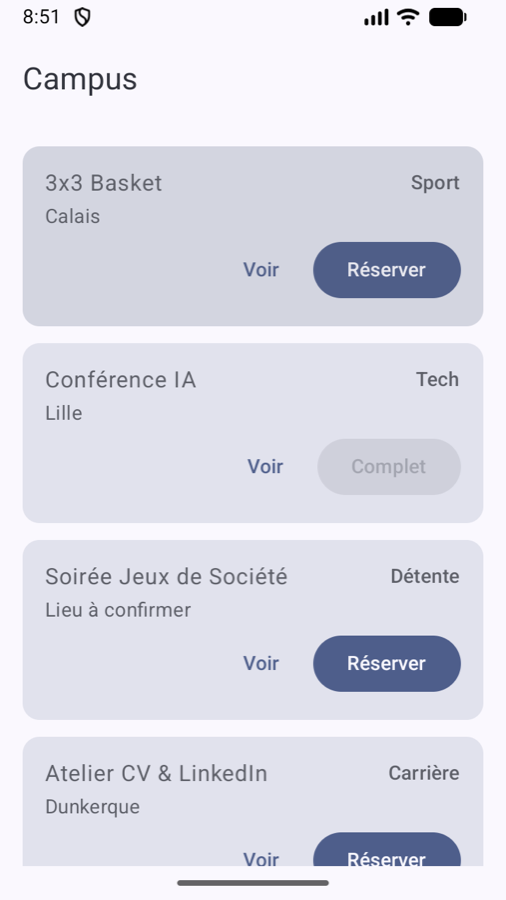 8:51
Campus
3x3 Basket
Sport
Calais
Voir
Réserver
Conférence IA
Tech
Lille
Voir
Complet
Soirée Jeux de Société
Détente
Lieu à confirmer
Voir
Réserver
Atelier CV & LinkedIn
Carrière
Dunkerque
Voir
Réserver